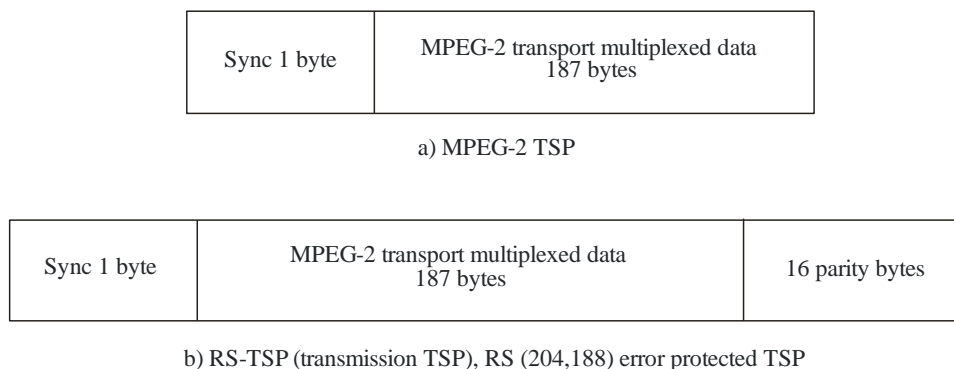 Sync 1 byte
MPEG-2 transport multiplexed data
187 bytes
a) MPEG-2 TSP
Sync 1 byte
MPEG-2 transport multiplexed data
187 bytes
16 parity bytes
b) RS-TSP (transmission TSP), RS (204,188) error protected TSP